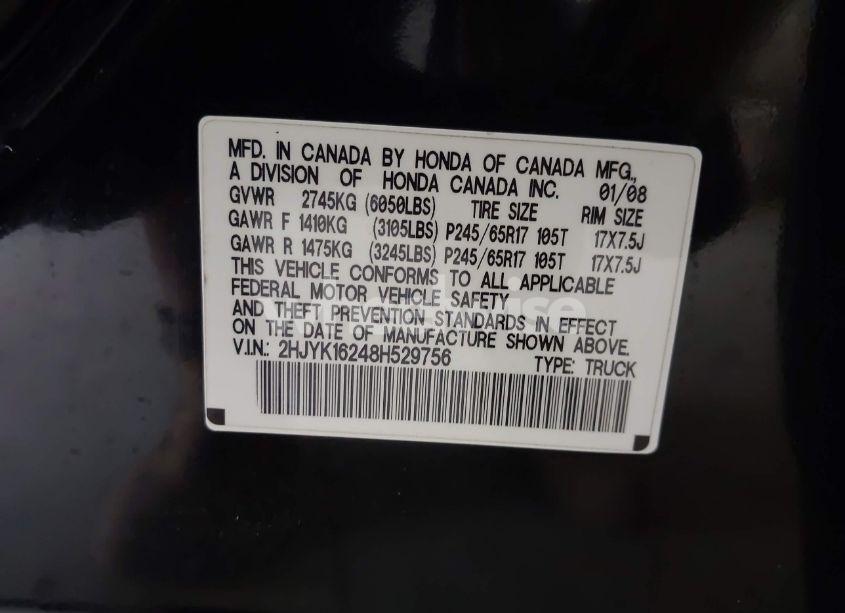 MFD. IN CANADA BY HONDA OF CANADA MFG.,
A DIVISION OF HONDA CANADA INC. 01/08
GVWR 2745KG (6050LBS) TIRE SIZE RIM SIZE
GAWR F 1410KG (3105LBS) P245/65R17 105T 17X7.5J
GAWR R 1475KG (3245LBS) P245/65R17 105T 17X7.5J
THIS VEHICLE CONFORMS TO ALL APPLICABLE
FEDERAL MOTOR VEHICLE SAFETY
AND THEFT PREVENTION STANDARDS IN EFFECT
ON THE DATE OF MANUFACTURE SHOWN ABOVE.
V.I.N.: 2HJYK16248H529756 TYPE: TRUCK